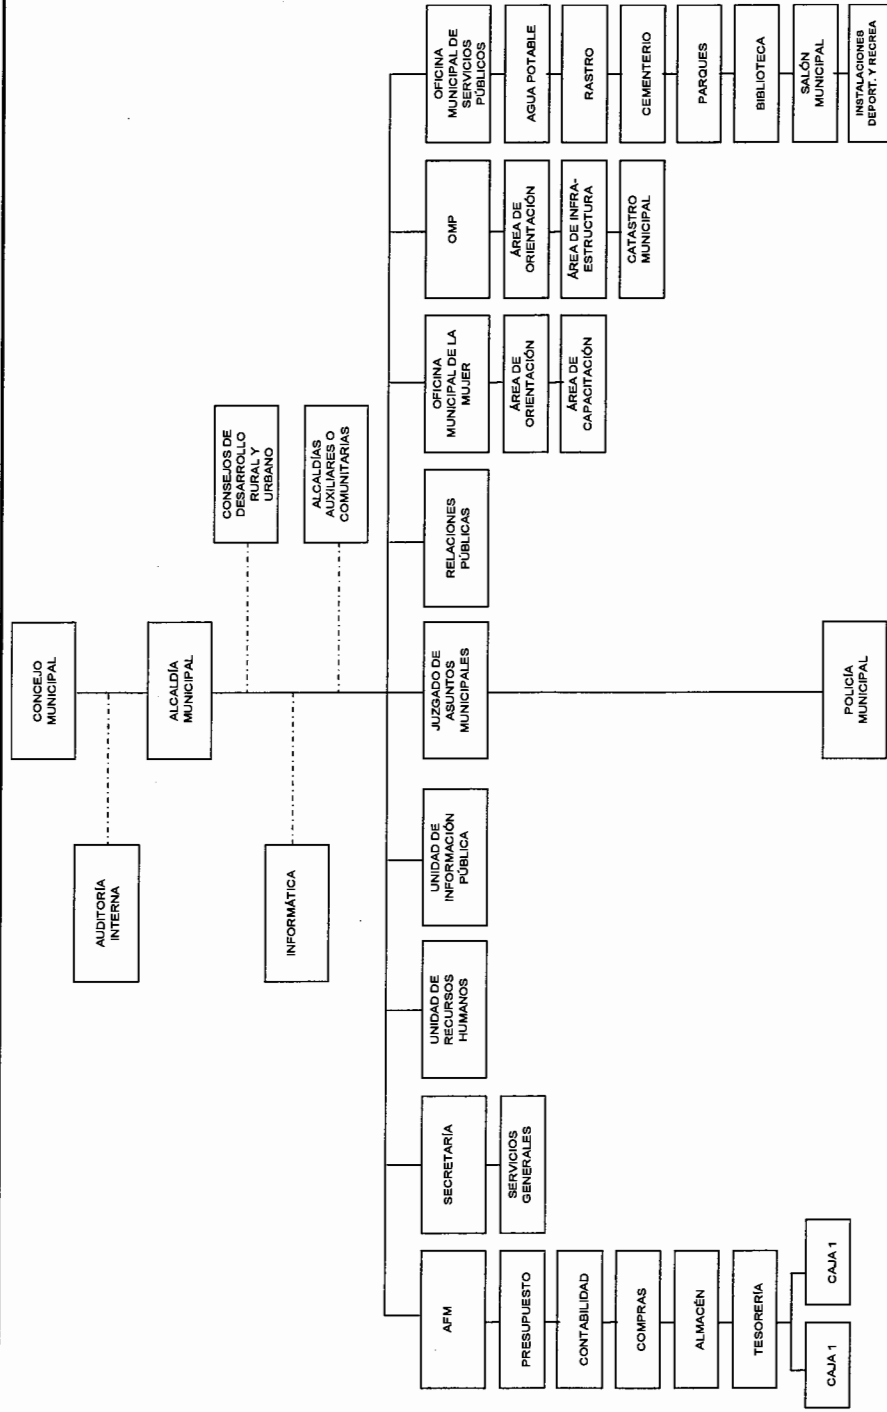 CONCEJO
MUNICIPAL
AUDITORÍA
INTERNA
ALCALDÍA
MUNICIPAL
CONSEJOS DE
DESARROLLO
RURAL Y
URBANO
INFORMÁTICA
ALCALDÍAS
AUXILIARES O
COMUNITARIAS
AFM
SECRETARÍA
UNIDAD DE
RECURSOS
HUMANOS
UNIDAD DE
INFORMACIÓN
PÚBLICA
JUZGADO DE
ASUNTOS
MUNICIPALES
RELACIONES
PÚBLICAS
OFICINA
MUNICIPAL DE LA
MUJER
OMP
OFICINA
MUNICIPAL DE
SERVICIOS
PÚBLICOS
PRESUPUESTO
CONTABILIDAD
COMPRAS
ALMACÉN
TESORERÍA
CAJA 1
CAJA 1
SERVICIOS
GENERALES
POLICÍA
MUNICIPAL
ÁREA DE
ORIENTACIÓN
ÁREA DE
CAPACITACIÓN
ÁREA DE
ORIENTACIÓN
ÁREA DE INFRA-
ESTRUCTURA
CATASTRO
MUNICIPAL
AGUA POTABLE
RASTRO
CEMENTERIO
PARQUES
BIBLIOTECA
SALÓN
MUNICIPAL
INSTALACIONES
DEPORT. Y RECREA